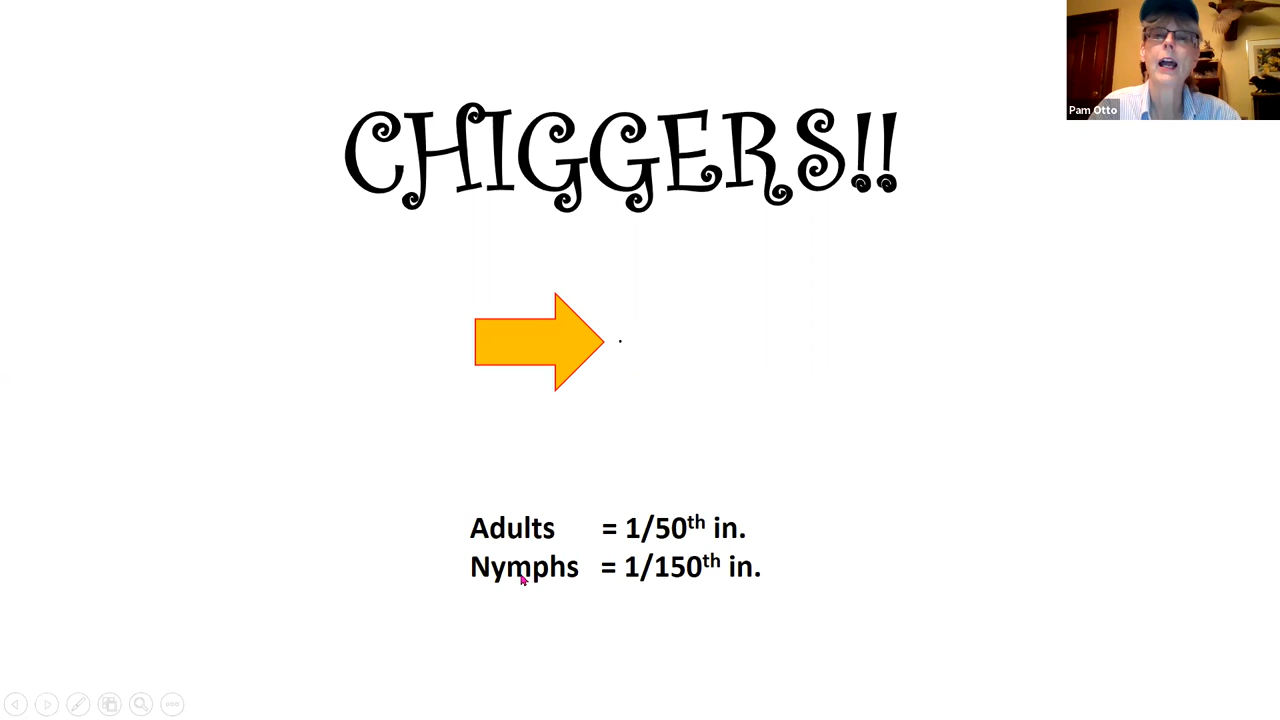 CHIGGERS!!
Pam Otto
Adults = 1/50th in.
Nymphs = 1/150th in.